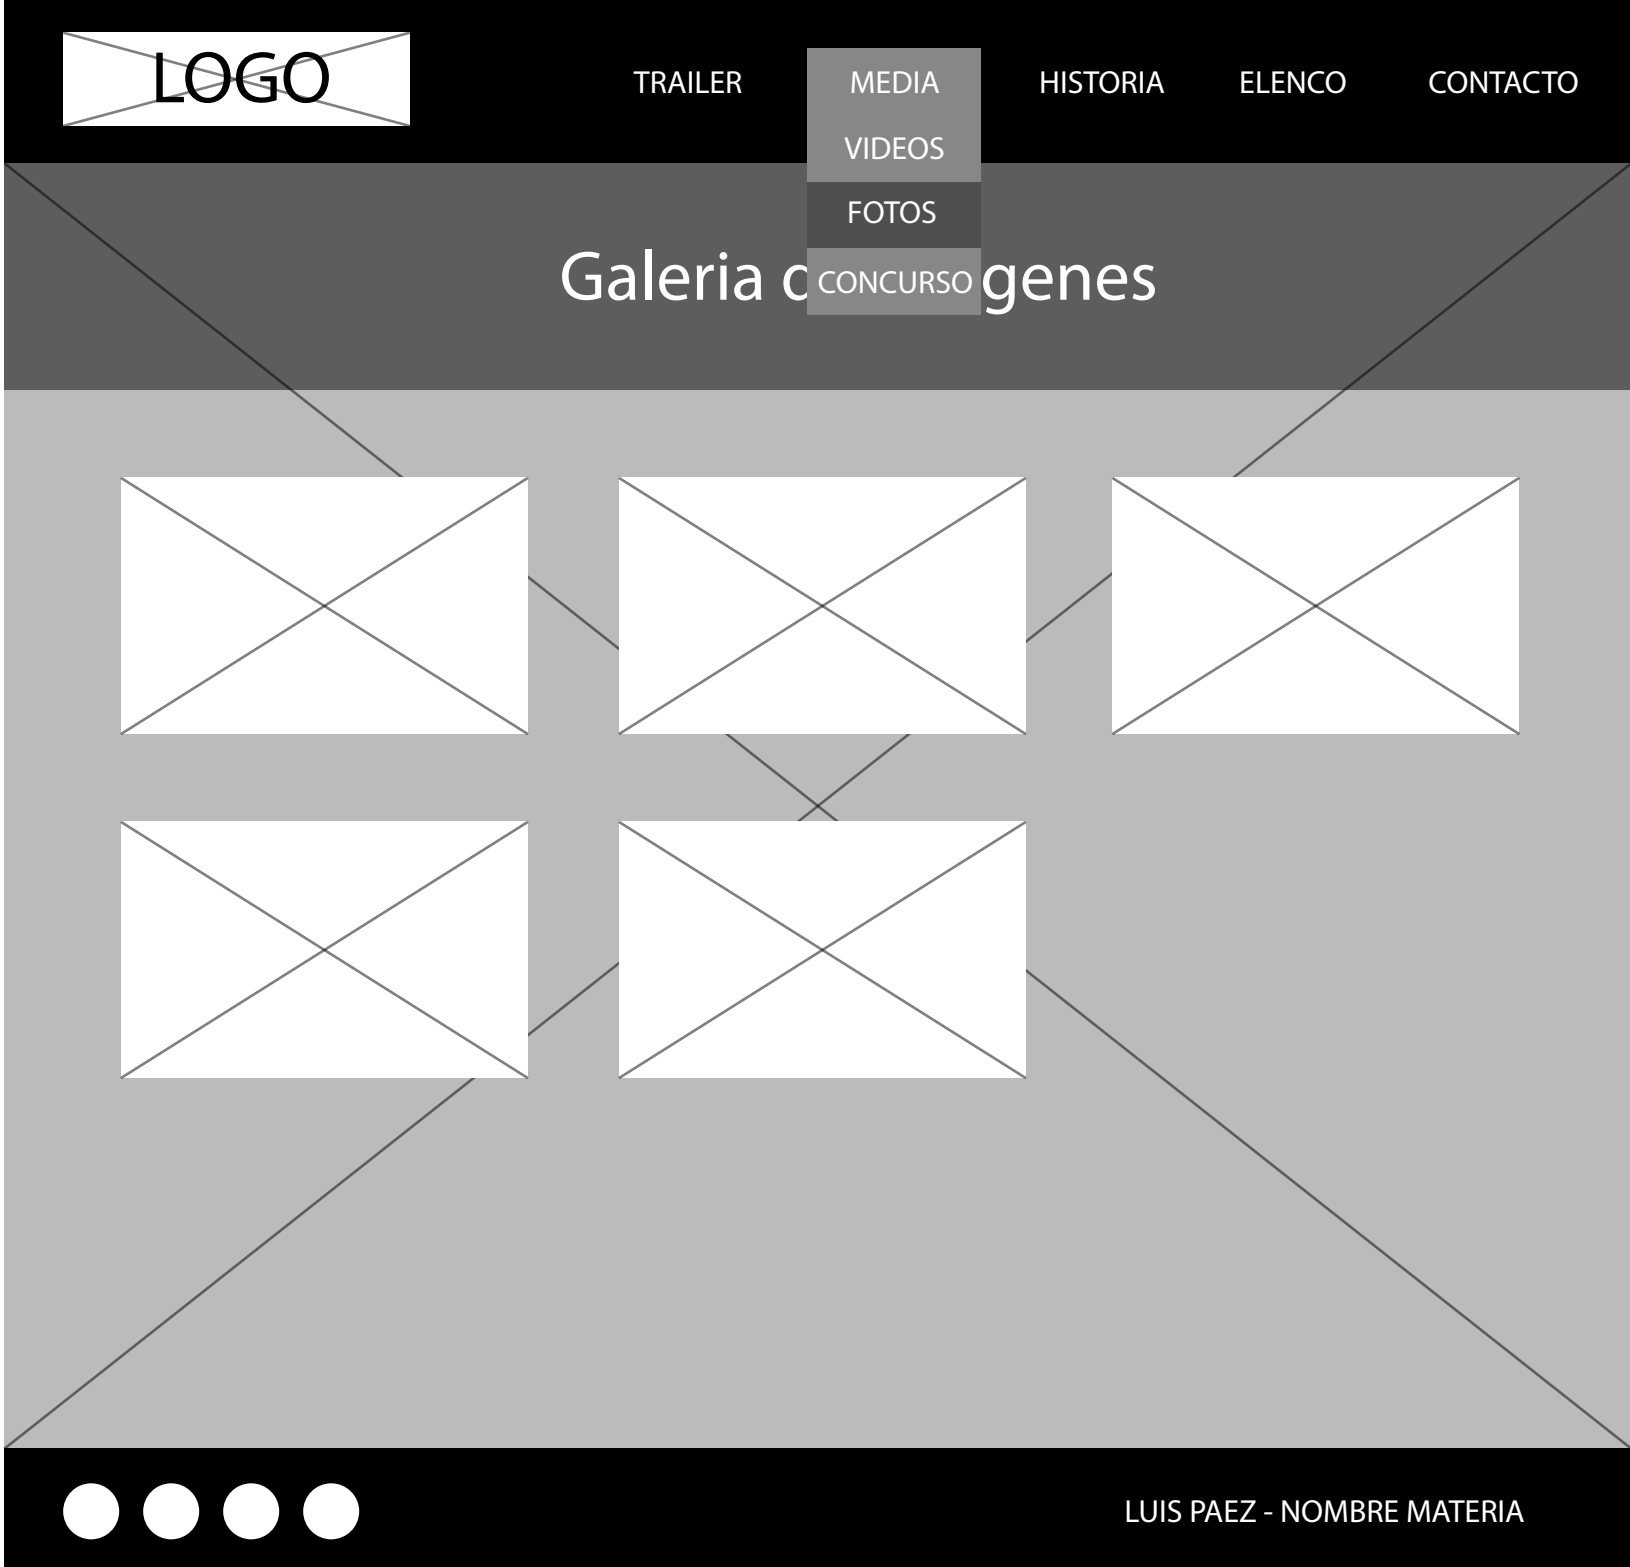 LOGO
TRAILER MEDIA HISTORIA ELENCO CONTACTO
VIDEOS
FOTOS
CONCURSO
Galeria genes
LUIS PAEZ - NOMBRE MATERIA